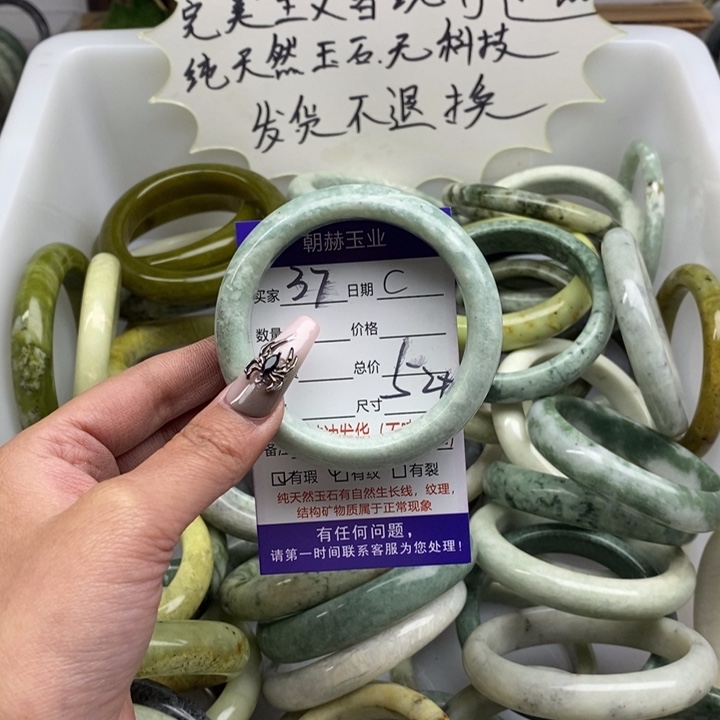 纯天然玉石.无科技
发货不退换
朝赫玉业
买家 37 日期 C
数量 价格
总价
尺寸 524
☑有瑕 ☑有纹 ☐有裂
纯天然玉石有自然生长线，纹理，
结构矿物质属于正常现象
有任何问题，
请第一时间联系客服为您处理！